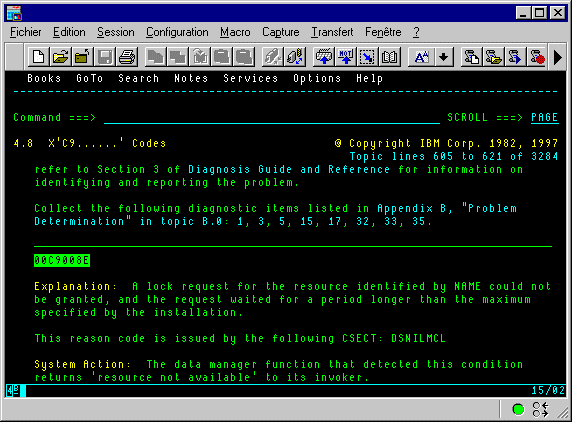 Fichier Edition Session Configuration Macro Capture Transfert Fenêtre ?
Books GoTo Search Notes Services Options Help
Command ===> SCROLL ===> PAGE
4.8 X'C9......' Codes @ Copyright IBM Corp. 1982, 1997
Topic lines 605 to 621 of 3284
refer to Section 3 of Diagnosis Guide and Reference for information on
identifying and reporting the problem.
Collect the following diagnostic items listed in Appendix B, "Problem
Determination" in topic B.0: 1, 3, 5, 15, 17, 32, 33, 35.
00C9008E
Explanation: A lock request for the resource identified by NAME could not
be granted, and the request waited for a period longer than the maximum
specified by the installation.
This reason code is issued by the following CSECT: DSNILMCL
System Action: The data manager function that detected this condition
returns 'resource not available' to its invoker.
15/02